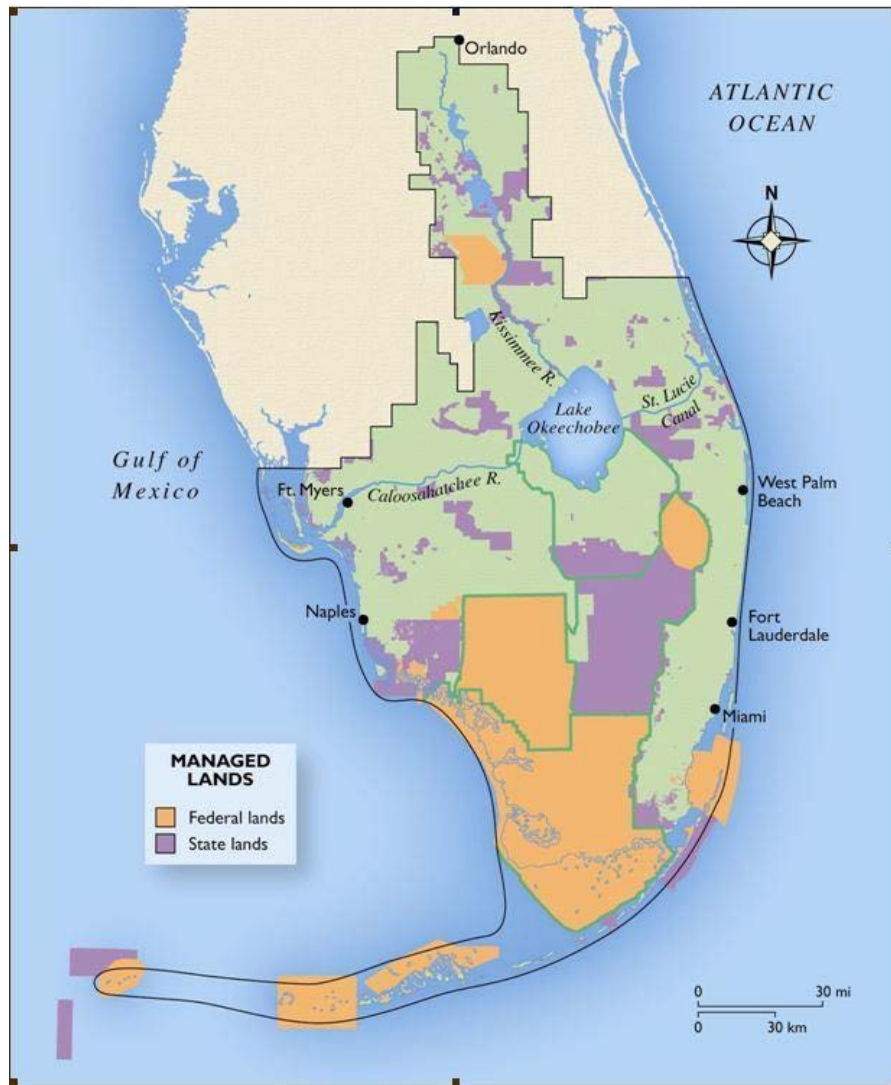 Orlando
ATLANTIC
OCEAN
N
Kissimmee R.
Lake
Okeechobee
St. Lucie
Canal
Gulf of
Mexico
Ft. Myers
Caloosahatchee R.
West Palm
Beach
Naples
Fort
Lauderdale
Miami
MANAGED
LANDS
Federal lands
State lands
0 30 mi
0 30 km